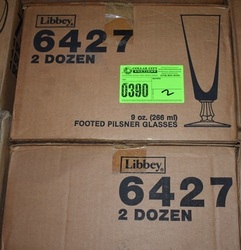 Libbey®
6427
2 DOZEN
0390
2
9 oz. (266 ml)
FOOTED PILSNER GLASSES
Libbey®
6427
2 DOZEN